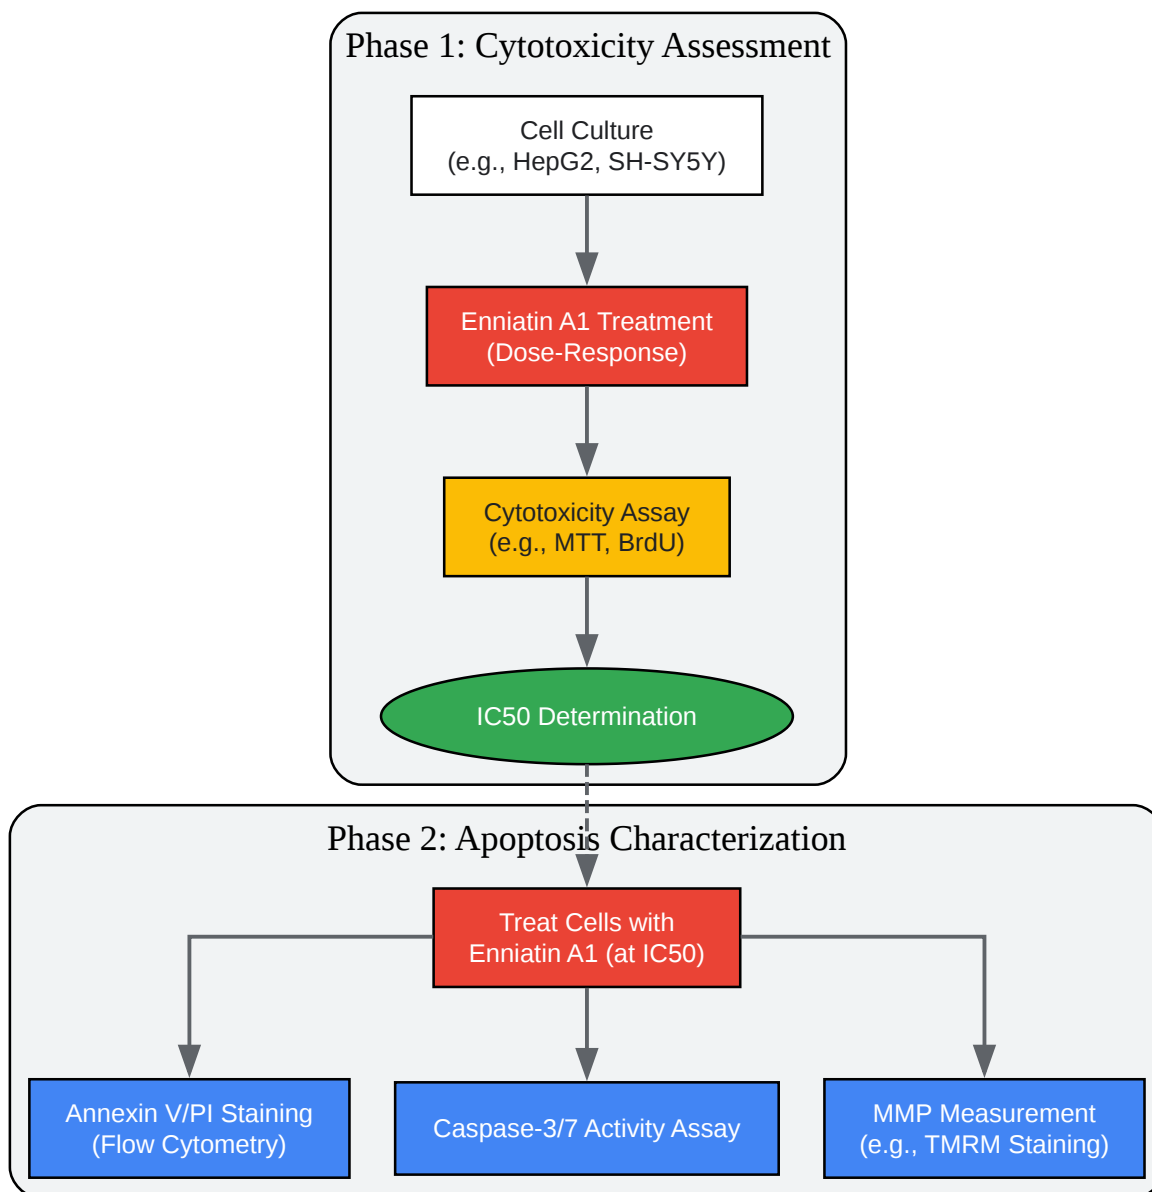 Phase 1: Cytotoxicity Assessment
Cell Culture
(e.g., HepG2, SH-SY5Y)
Enniatin A1 Treatment
(Dose-Response)
Cytotoxicity Assay
(e.g., MTT, BrdU)
IC50 Determination
Phase 2: Apoptosis Characterization
Treat Cells with
Enniatin A1 (at IC50)
Annexin V/PI Staining
(Flow Cytometry)
Caspase-3/7 Activity Assay
MMP Measurement
(e.g., TMRM Staining)